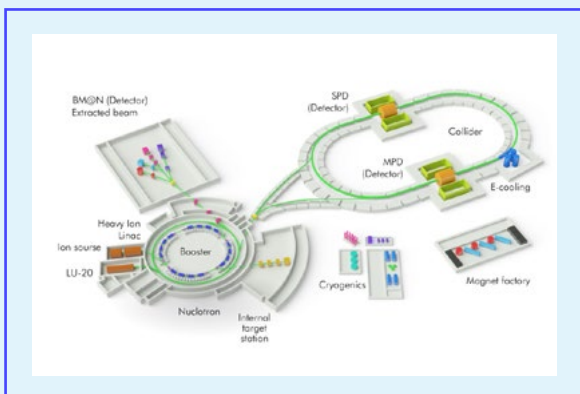 SPD
(Detector)
BM@N (Detector)
Extracted beam
Collider
MPD
(Detector)
E-cooling
Heavy Ion
Linac
Ion sourse
Booster
LU-20
Cryogenics
Magnet factory
Nuclotron
Internal
target
station